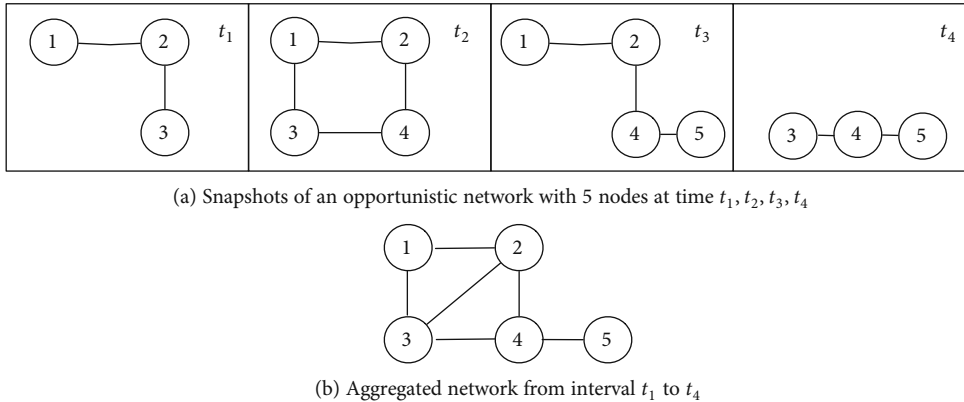 1 2 t₁
3
1 2 t₂
3 4
1 2 t₃
4 5
t₄
3 4 5
(a) Snapshots of an opportunistic network with 5 nodes at time t₁, t₂, t₃, t₄
1 2
3 4 5
(b) Aggregated network from interval t₁ to t₄